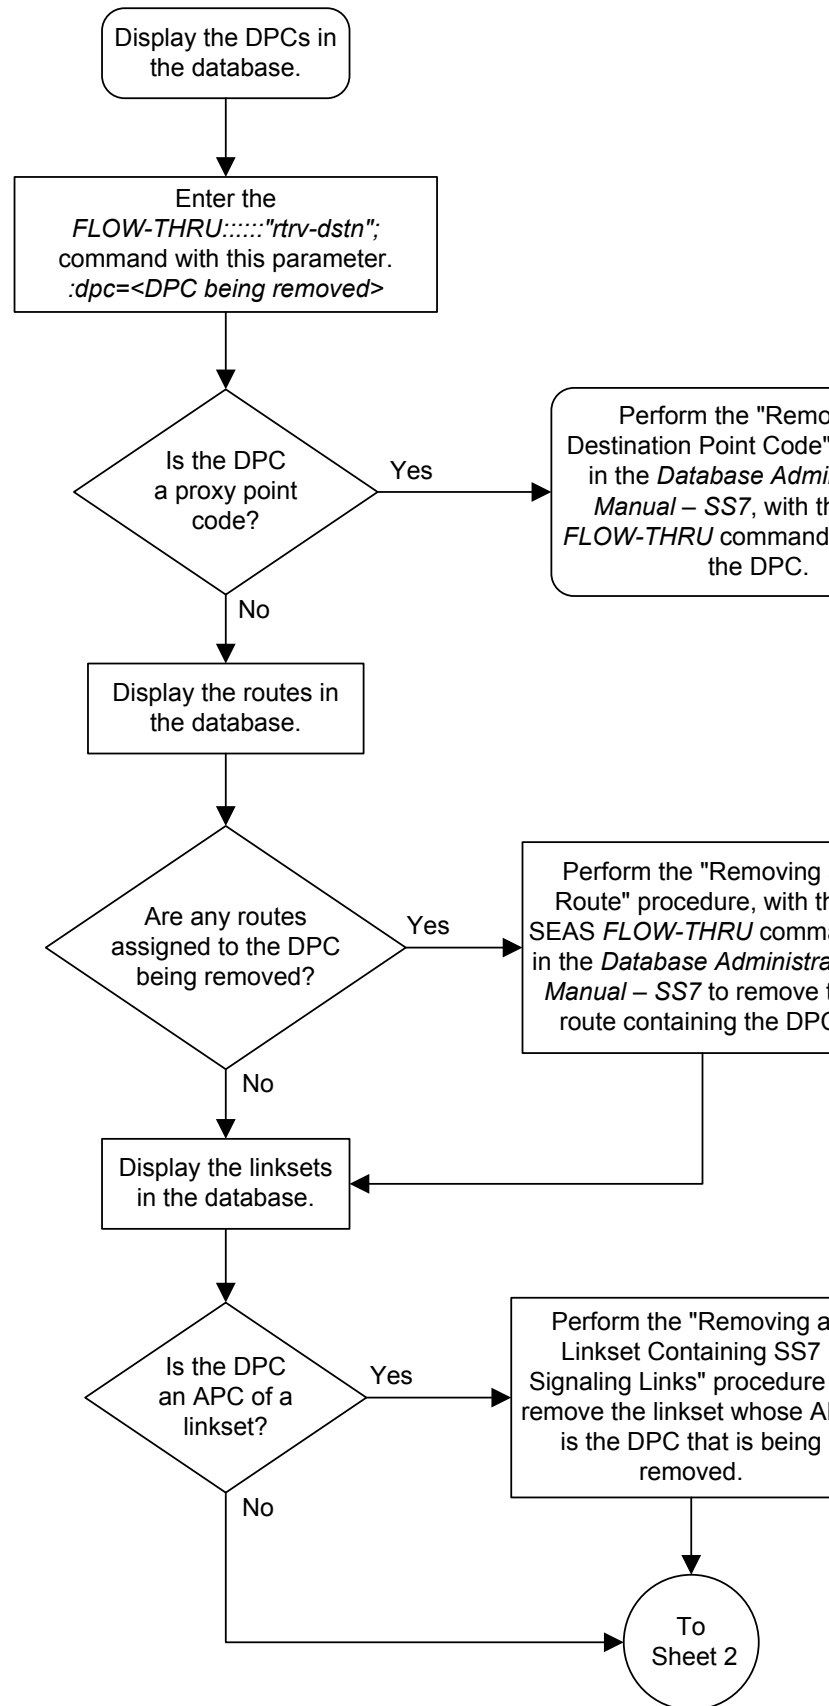 Display the DPCs in
the database.
Enter the
FLOW-THRU::::::"rtrv-dstn";
command with this parameter.
:dpc=<DPC being removed>
Is the DPC
a proxy point
code?
Yes
No
Perform the "Remo
Destination Point Code"
in the Database Admi
Manual – SS7, with th
FLOW-THRU command
the DPC.
Display the routes in
the database.
Are any routes
assigned to the DPC
being removed?
Yes
No
Perform the "Removing
Route" procedure, with th
SEAS FLOW-THRU comma
in the Database Administra
Manual – SS7 to remove t
route containing the DPC
Display the linksets
in the database.
Is the DPC
an APC of a
linkset?
Yes
No
Perform the "Removing a
Linkset Containing SS7
Signaling Links" procedure
remove the linkset whose A
is the DPC that is being
removed.
To
Sheet 2